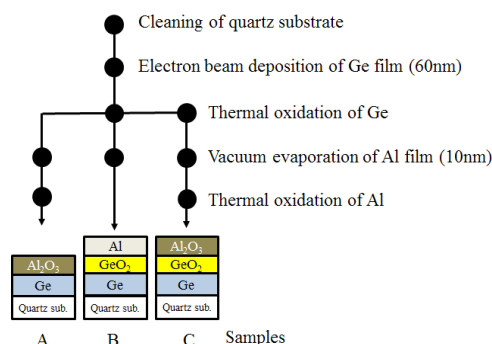 Cleaning of quartz substrate
Electron beam deposition of Ge film (60nm)
Thermal oxidation of Ge
Vacuum evaporation of Al film (10nm)
Thermal oxidation of Al
Al₂O₃
Ge
Quartz sub.
Al
GeO₂
Ge
Quartz sub.
Al₂O₃
GeO₂
Ge
Quartz sub.
A B C Samples